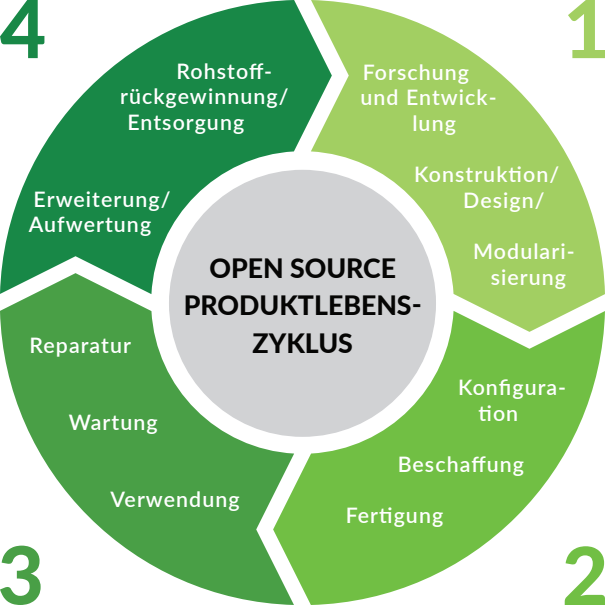 4
1
Rohstoff-
rückgewinnung/
Entsorgung
Erweiterung/
Aufwertung
Forschung
und Entwick-
lung
Konstruktion/
Design/
Modulari-
sierung
OPEN SOURCE
PRODUKTLEBENS-
ZYKLUS
Reparatur
Wartung
Verwendung
Konfigura-
tion
Beschaffung
Fertigung
3
2